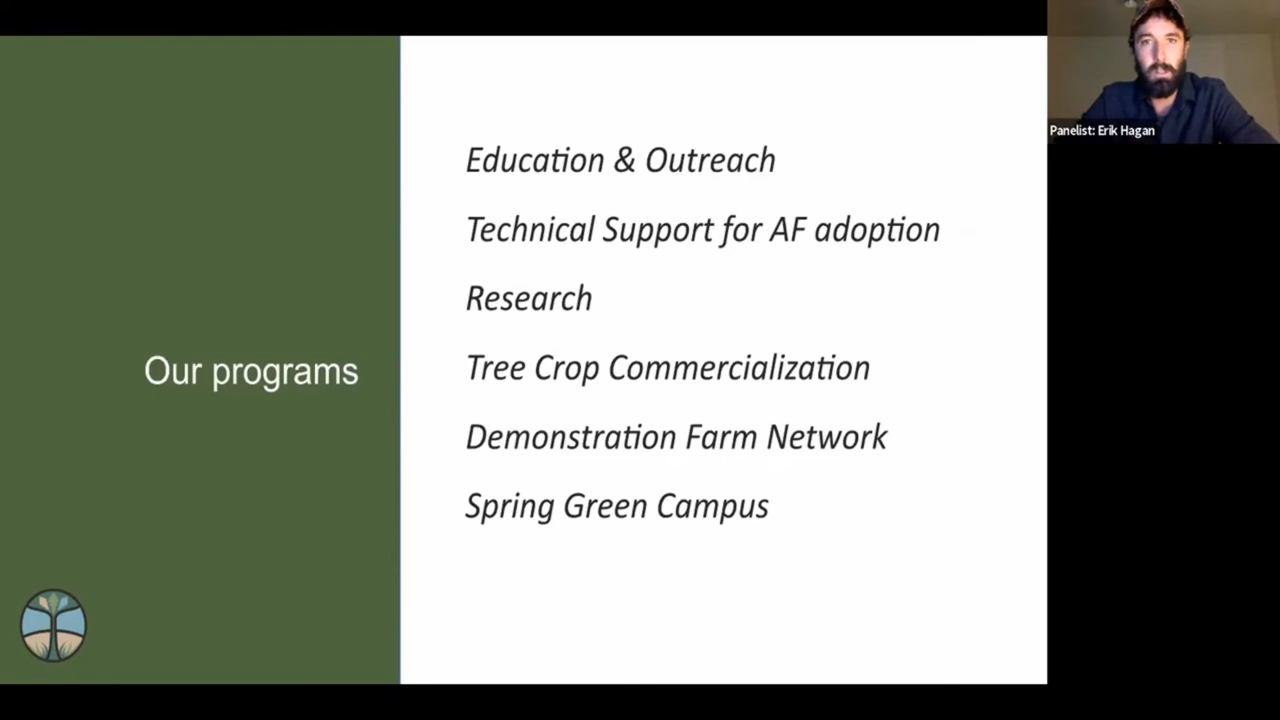 Our programs
Education & Outreach
Technical Support for AF adoption
Research
Tree Crop Commercialization
Demonstration Farm Network
Spring Green Campus
Panelist: Erik Hagan